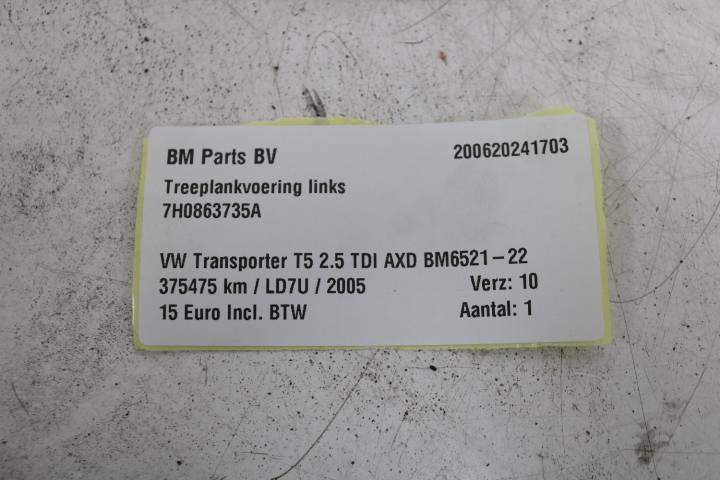 BM Parts BV 200620241703
Treeplankvoering links
7H0863735A
VW Transporter T5 2.5 TDI AXD BM6521-22
375475 km / LD7U / 2005 Verz: 10
15 Euro Incl. BTW Aantal: 1